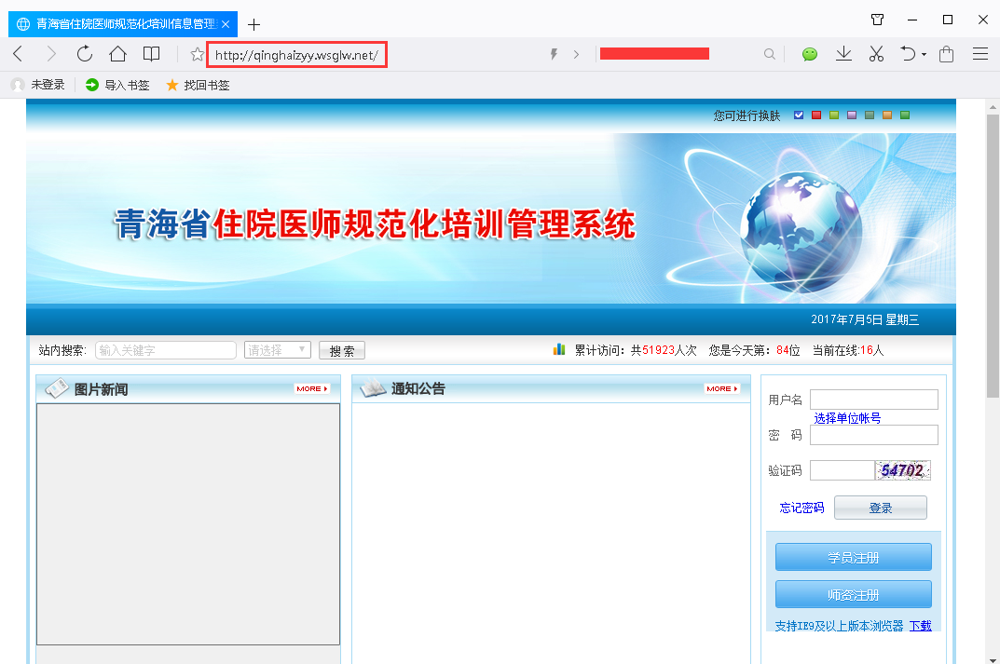 青海省住院医师规范化培训信息管理
http://qinghaizyy.wsglw.net/
未登录 导入书签 找回书签
您可进行换肤
青海省住院医师规范化培训管理系统
2017年7月5日 星期三
站内搜索: 输入关键字 请选择 搜 索 累计访问：共51923人次 您是今天第：84位 当前在线:16人
图片新闻 MORE
通知公告 MORE
用户名
选择单位帐号
密 码
验证码 54702
忘记密码 登录
学员注册
师资注册
支持IE9及以上版本浏览器 下载